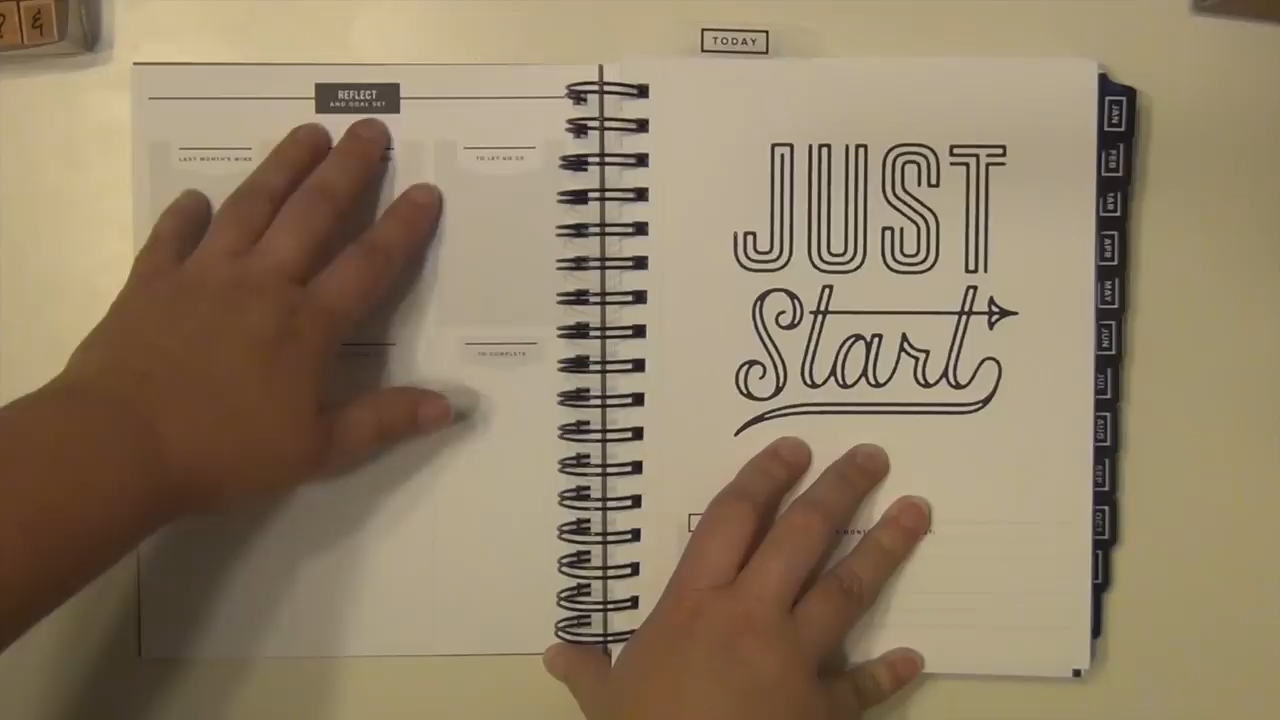 ? &
TODAY
REFLECT
AND GOAL SET
LAST MONTH'S WINS
TO LET GO OF
TO COMPLETE
JUST
Start
JAN
FEB
MAR
APR
MAY
JUN
JUL
AUG
SEP
OCT